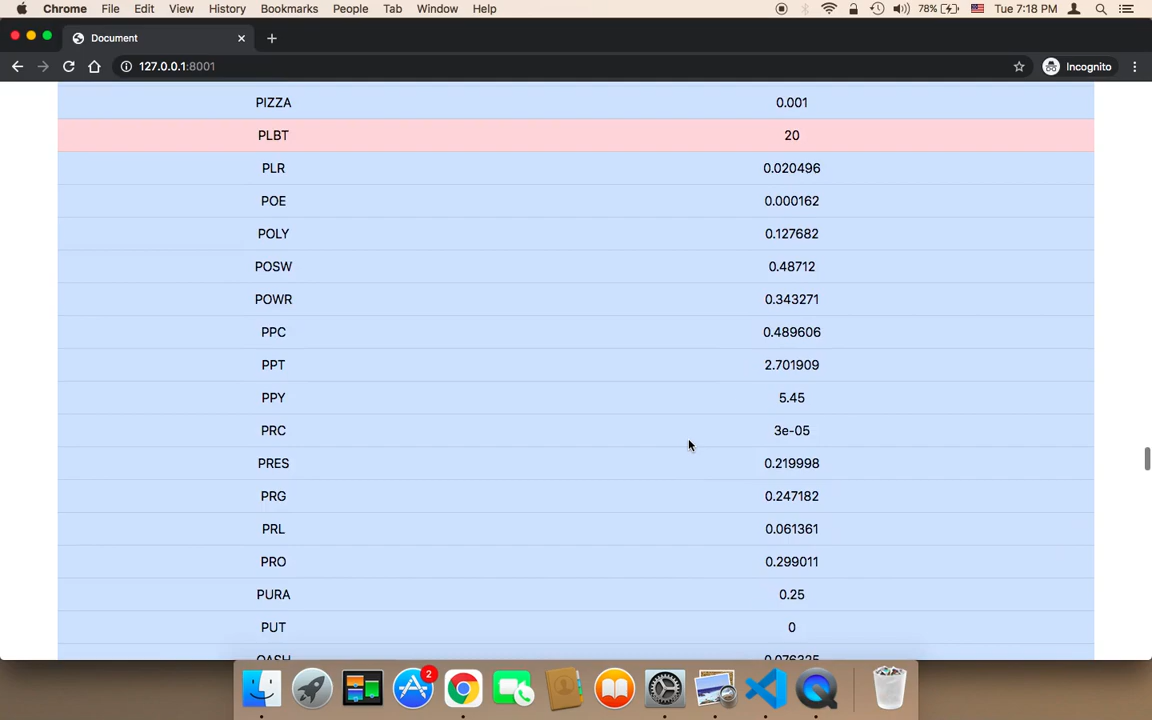 Chrome File Edit View History Bookmarks People Tab Window Help 78% Tue 7:18 PM
Document
127.0.0.1:8001 Incognito
PIZZA 0.001
PLBT 20
PLR 0.020496
POE 0.000162
POLY 0.127682
POSW 0.48712
POWR 0.343271
PPC 0.489606
PPT 2.701909
PPY 5.45
PRC 3e-05
PRES 0.219998
PRG 0.247182
PRL 0.061361
PRO 0.299011
PURA 0.25
PUT 0
QASH 0.076325
2